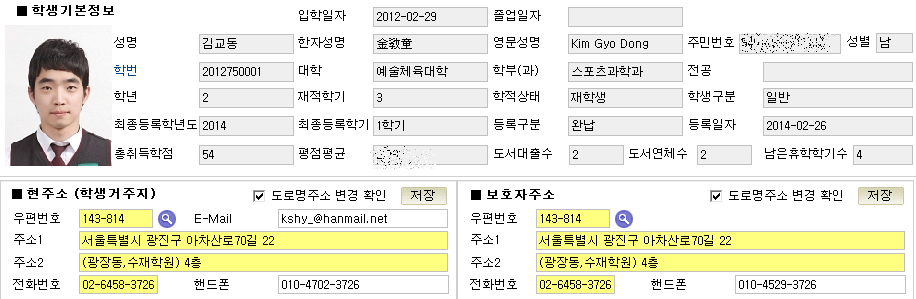 ■ 학생기본정보
입학일자 2012-02-29 졸업일자
성명 김교동 한자성명 金敎童 영문성명 Kim Gyo Dong 주민번호 성별 남
학번 2012750001 대학 예술체육대학 학부(과) 스포츠과학과 전공
학년 2 재적학기 3 학적상태 재학생 학생구분 일반
최종등록학년도 2014 최종등록학기 1학기 등록구분 완납 등록일자 2014-02-26
총취득학점 54 평점평균 도서대출수 2 도서연체수 2 남은휴학학기수 4
■ 현주소 (학생거주지) 도로명주소 변경 확인 저장
우편번호 143-814 E-Mail kshy_@hanmail.net
주소1 서울특별시 광진구 아차산로70길 22
주소2 (광장동,수재학원) 4층
전화번호 02-6458-3726 핸드폰 010-4702-3726
■ 보호자주소 도로명주소 변경 확인 저장
우편번호 143-814
주소1 서울특별시 광진구 아차산로70길 22
주소2 (광장동,수재학원) 4층
전화번호 02-6458-3726 핸드폰 010-4529-3726